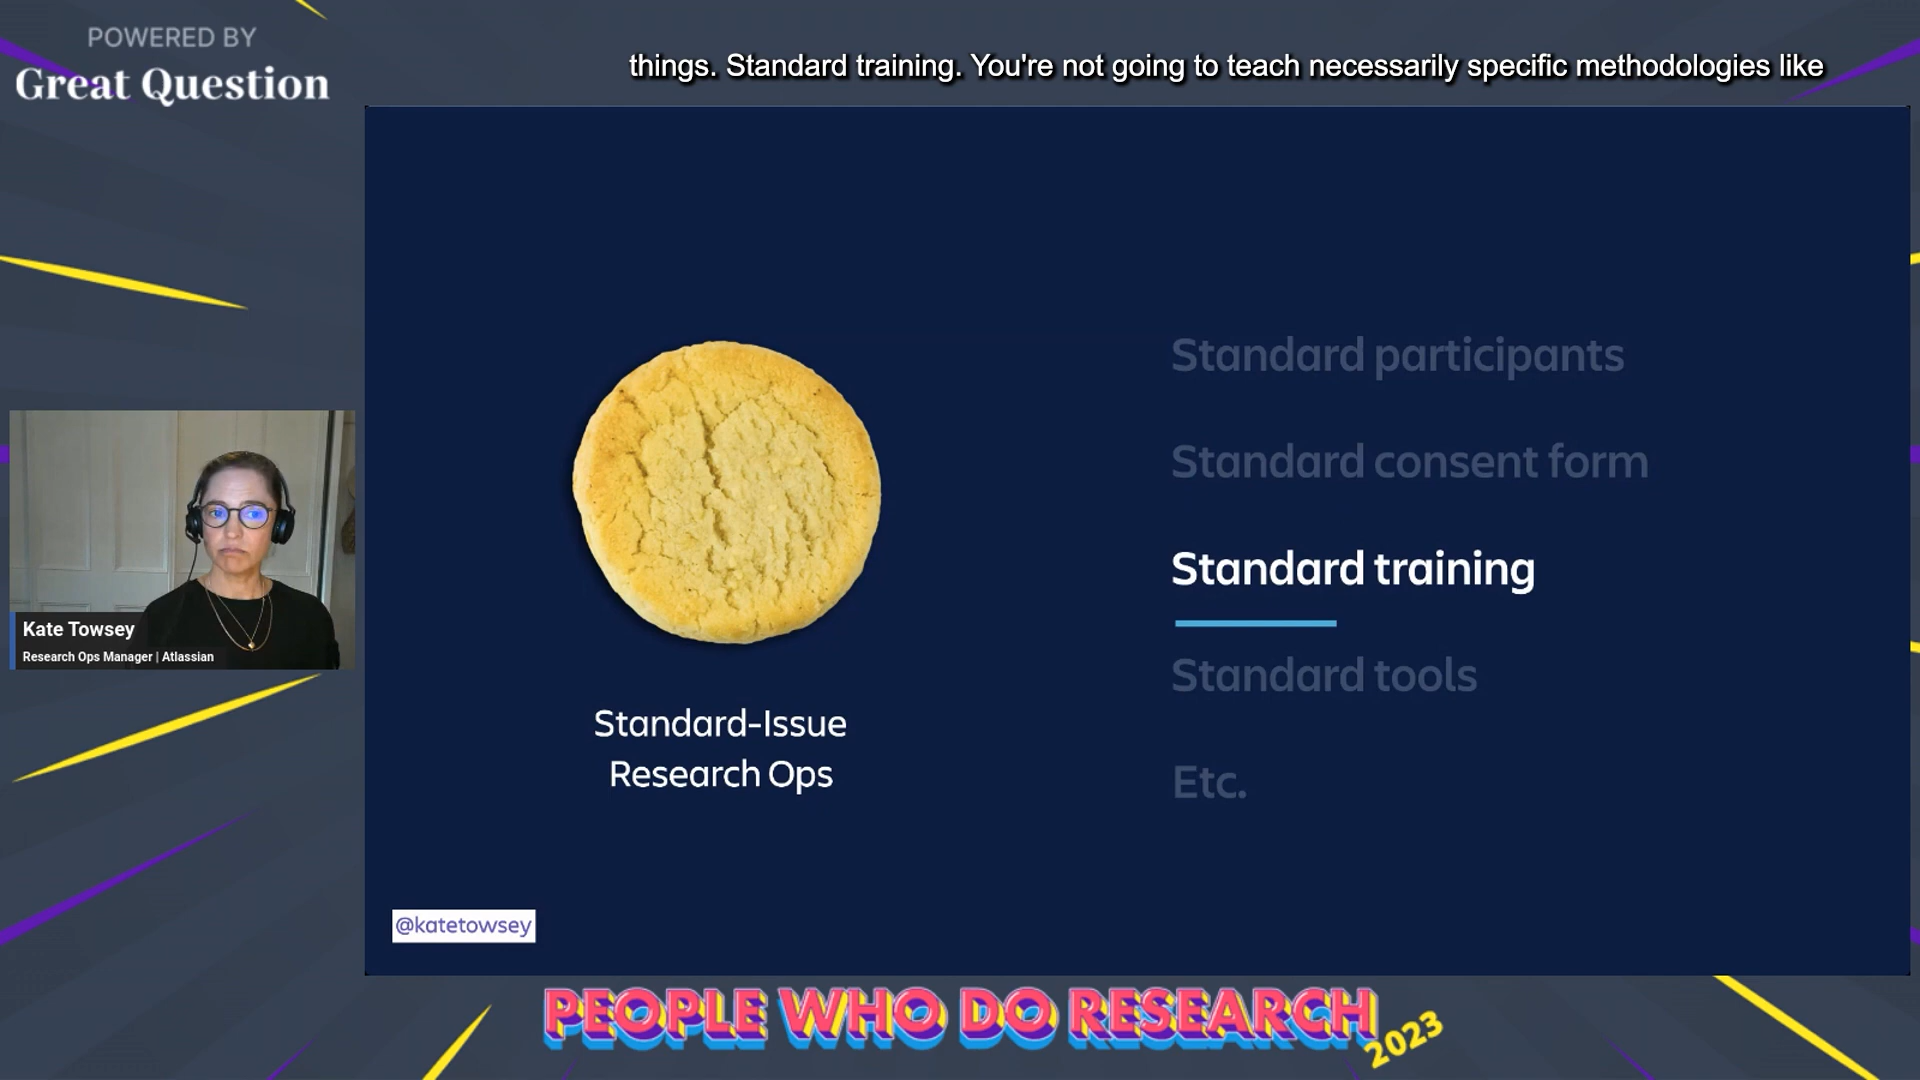 POWERED BY
Great Question
things. Standard training. You're not going to teach necessarily specific methodologies like
Standard participants
Standard consent form
Standard training
Standard tools
Etc.
Standard-Issue
Research Ops
Kate Towsey
Research Ops Manager | Atlassian
@katetowsey
PEOPLE WHO DO RESEARCH
2023